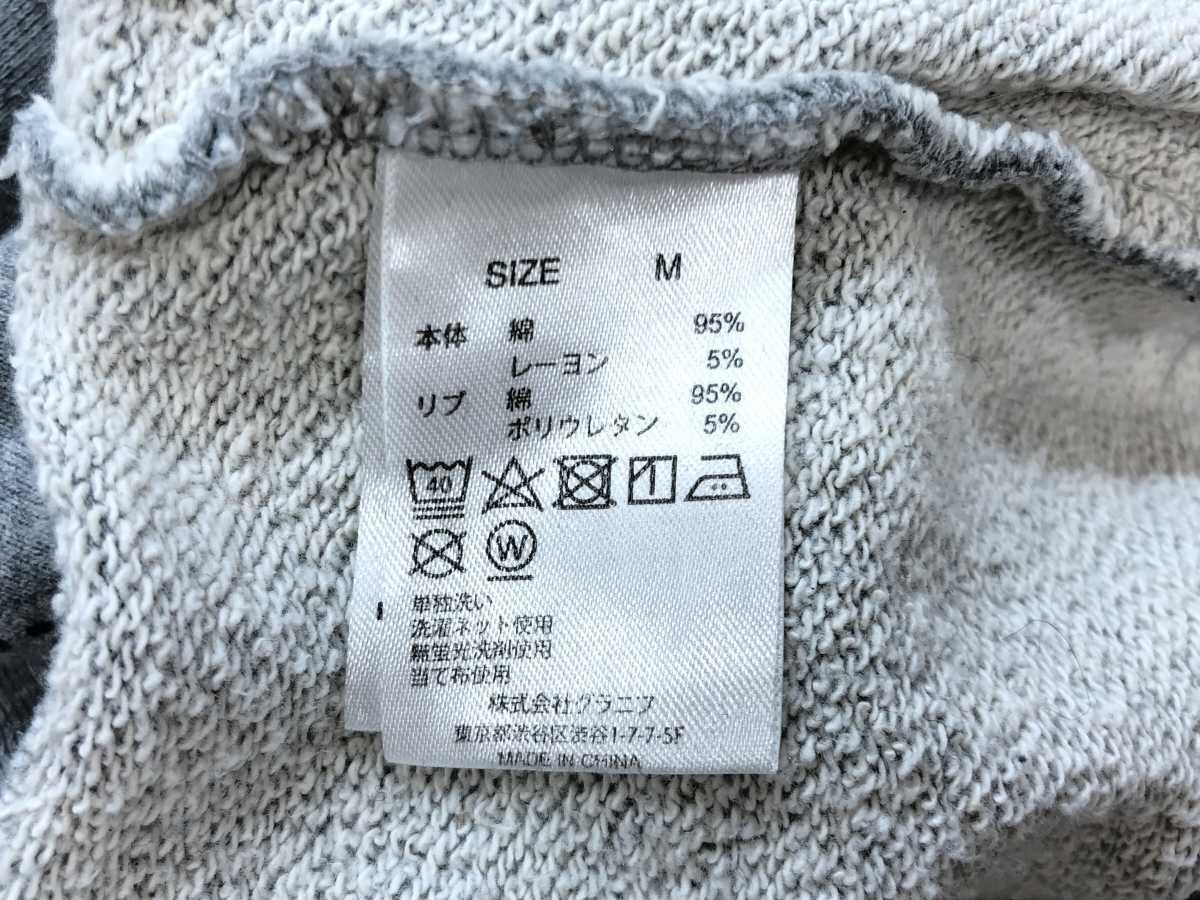 SIZE M
本体 綿 95%
レーヨン 5%
リブ 綿 95%
ポリウレタン 5%
40
W
単独洗い
洗濯ネット使用
無蛍光洗剤使用
当て布使用
株式会社グラニフ
東京都渋谷区渋谷1-7-7-5F
MADE IN CHINA